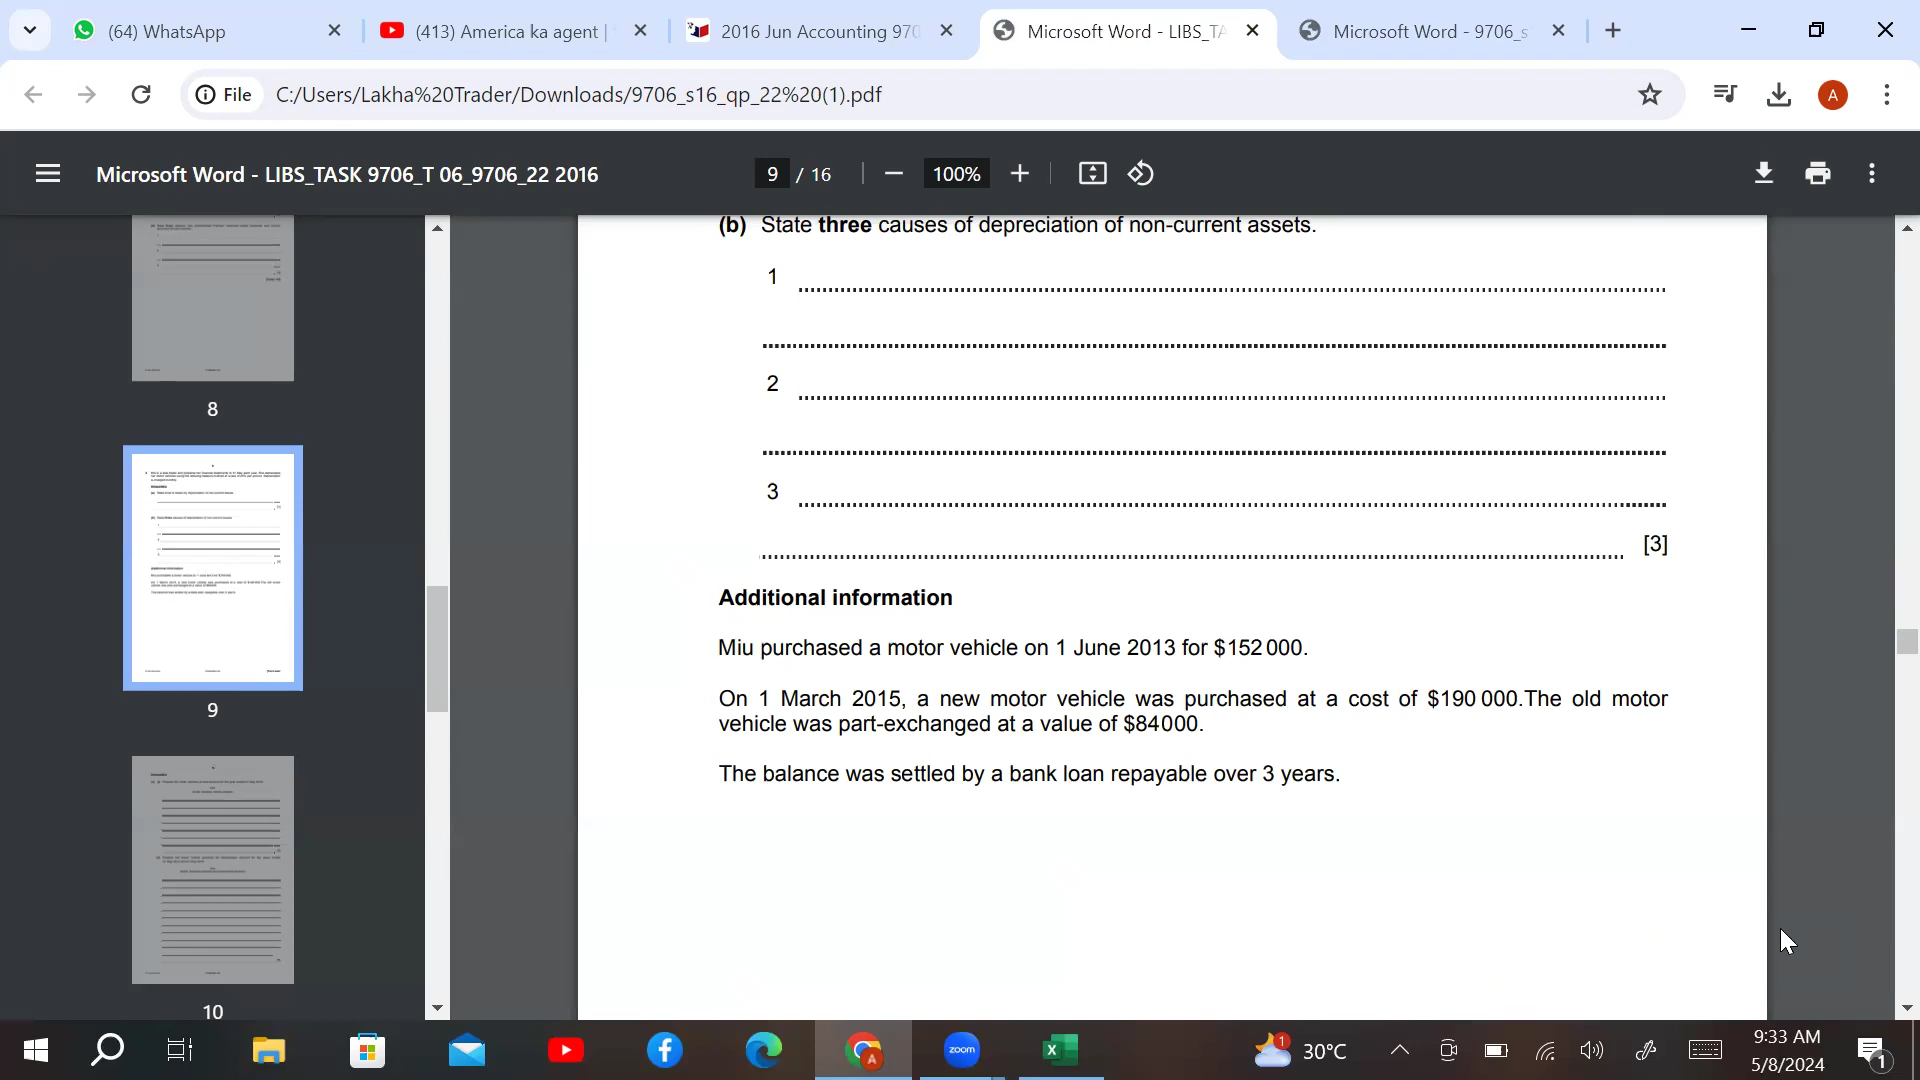 (64) WhatsApp
(413) America ka agent |
2016 Jun Accounting 970
Microsoft Word - LIBS_TA
Microsoft Word - 9706_s
File
C:/Users/Lakha%20Trader/Downloads/9706_s16_qp_22%20(1).pdf
A
Microsoft Word - LIBS_TASK 9706_T 06_9706_22 2016
9 / 16
100%
8
9
10
(b) State three causes of depreciation of non-current assets.
1
2
3
[3]
Additional information
Miu purchased a motor vehicle on 1 June 2013 for $152 000.
On 1 March 2015, a new motor vehicle was purchased at a cost of $190 000.The old motor
vehicle was part-exchanged at a value of $84 000.
The balance was settled by a bank loan repayable over 3 years.
A
zoom
1
30°C
9:33 AM
5/8/2024
1